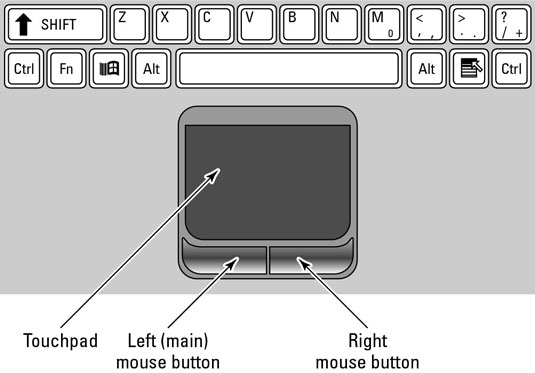 SHIFT Z X C V B N M 0 < , , > . . ? / +
Ctrl Fn Alt Alt Ctrl
Touchpad
Left (main)
mouse button
Right
mouse button